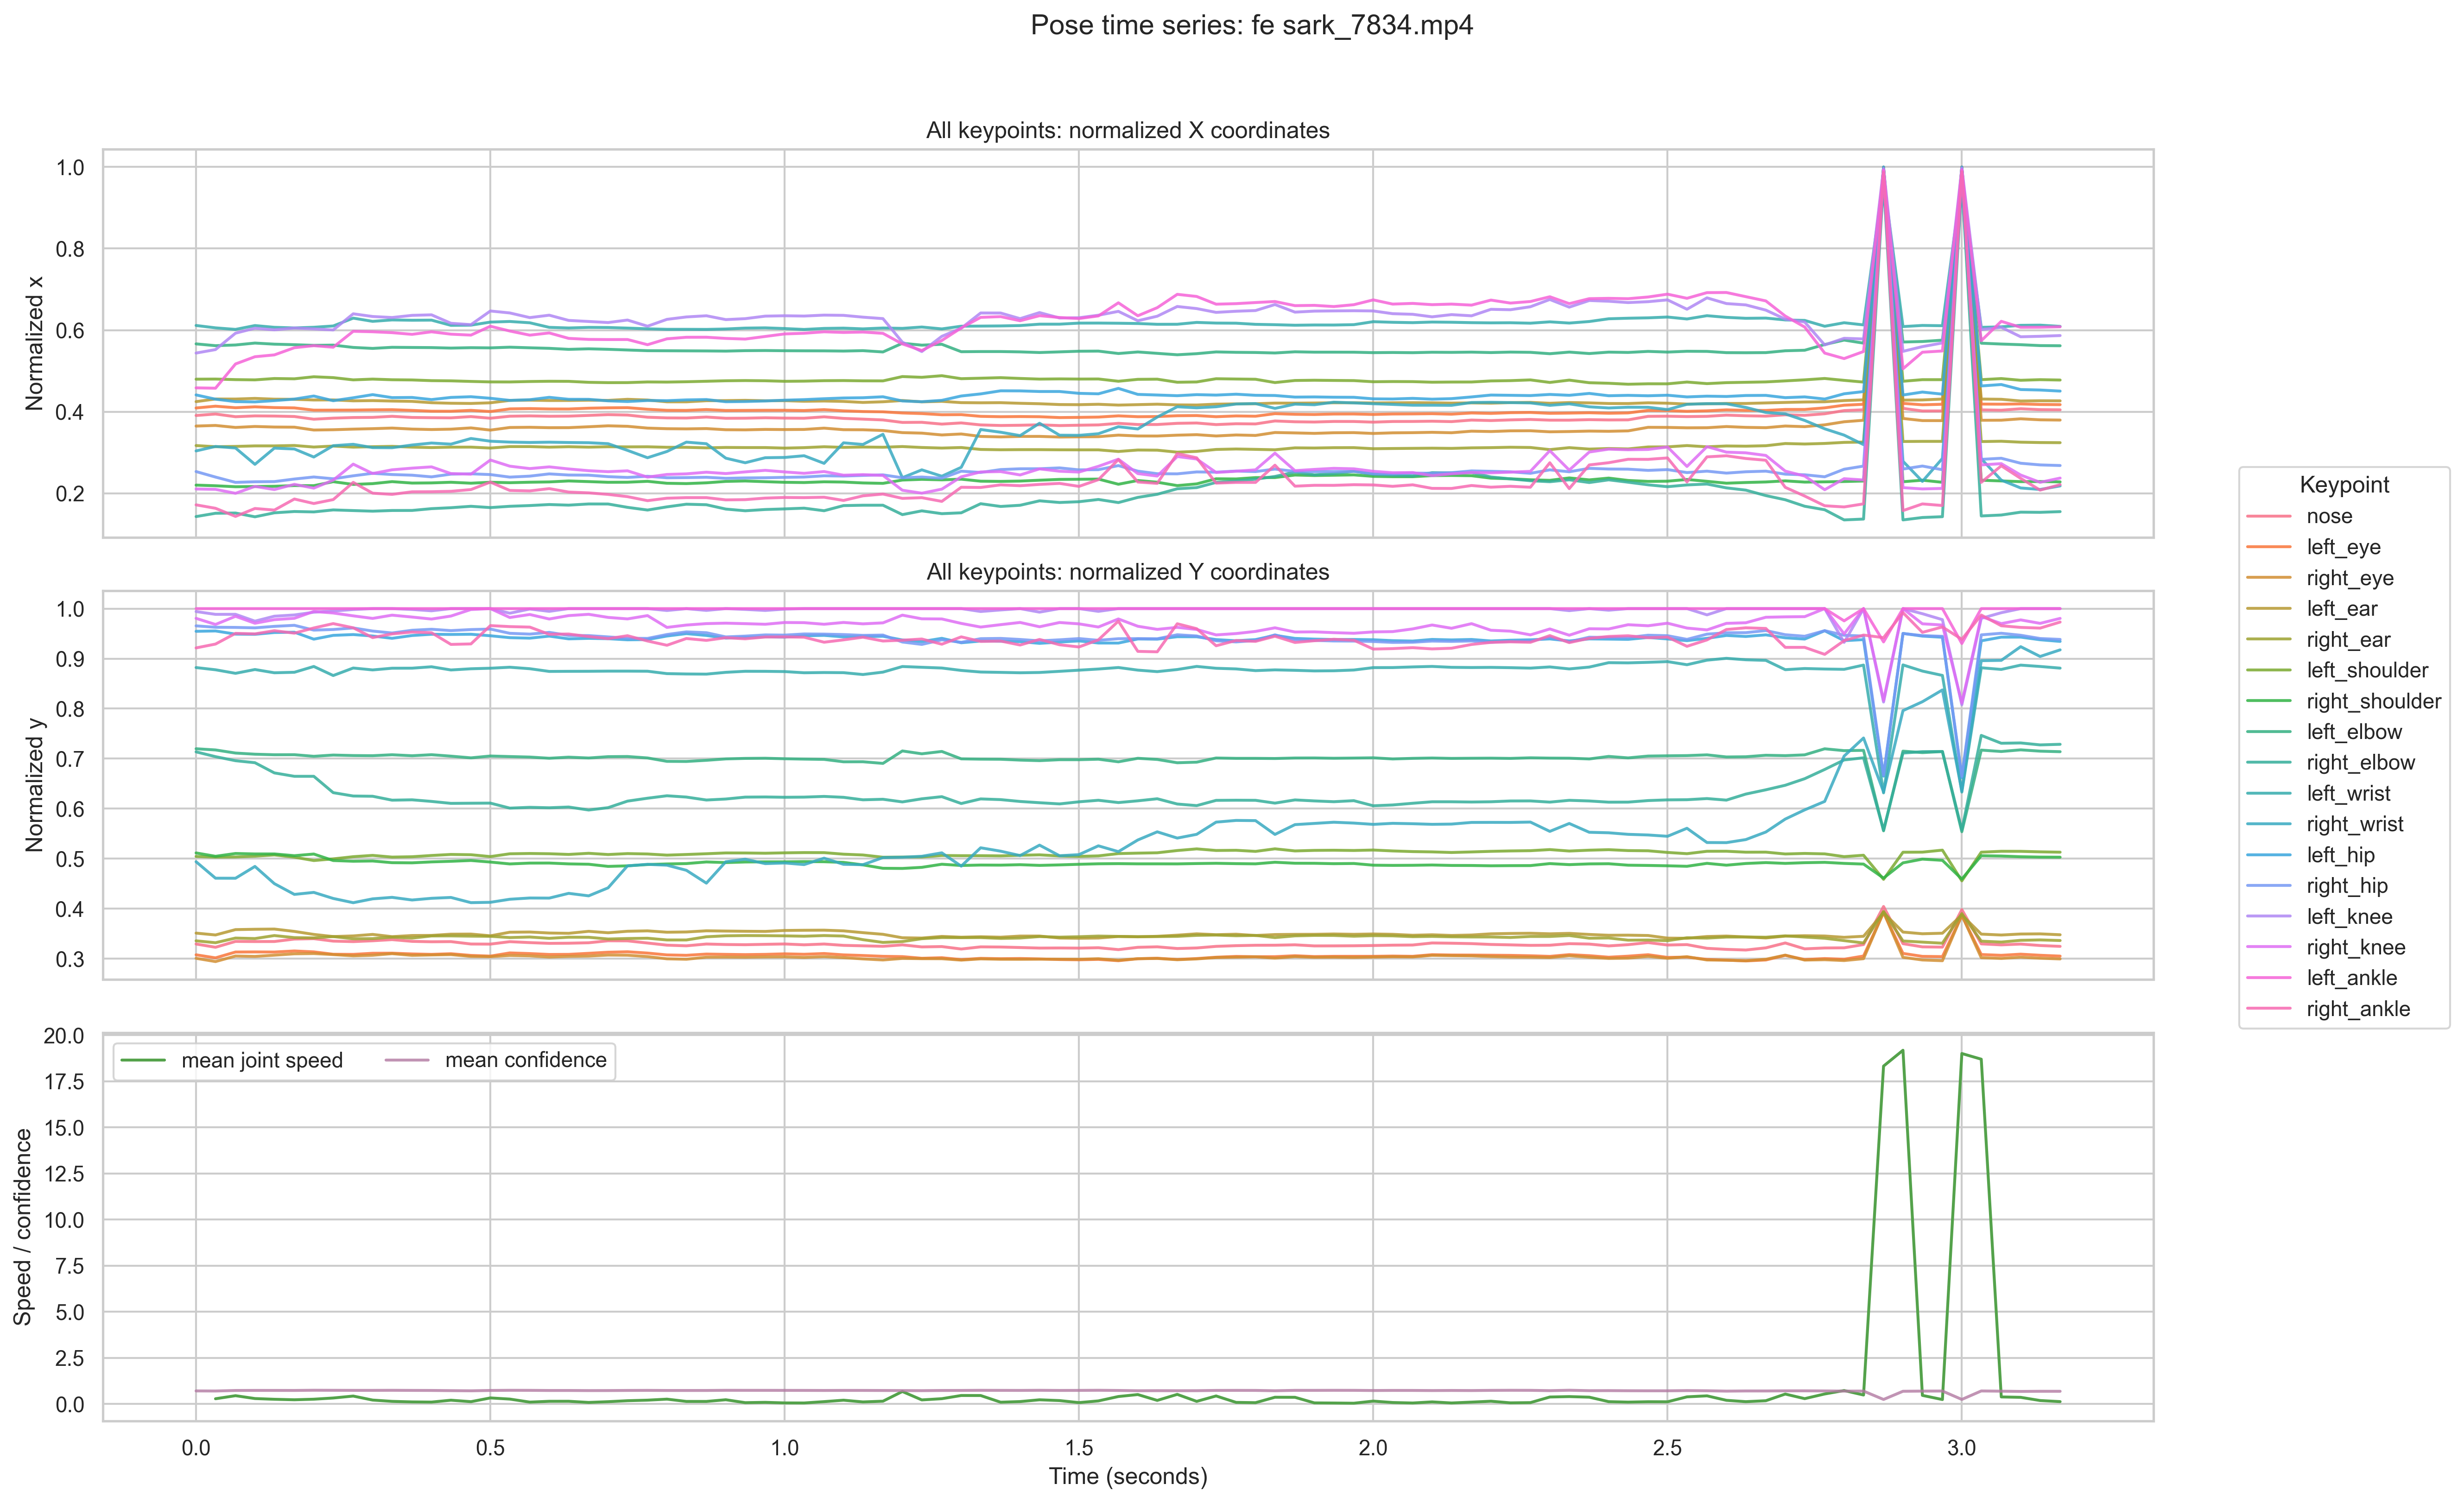 Pose time series: fe sark_7834.mp4
All keypoints: normalized X coordinates
Normalized x
1.0
0.8
0.6
0.4
0.2
All keypoints: normalized Y coordinates
Normalized y
1.0
0.9
0.8
0.7
0.6
0.5
0.4
0.3
Keypoint
nose
left_eye
right_eye
left_ear
right_ear
left_shoulder
right_shoulder
left_elbow
right_elbow
left_wrist
right_wrist
left_hip
right_hip
left_knee
right_knee
left_ankle
right_ankle
mean joint speed mean confidence
Speed / confidence
20.0
17.5
15.0
12.5
10.0
7.5
5.0
2.5
0.0
0.0 0.5 1.0 1.5 2.0 2.5 3.0
Time (seconds)